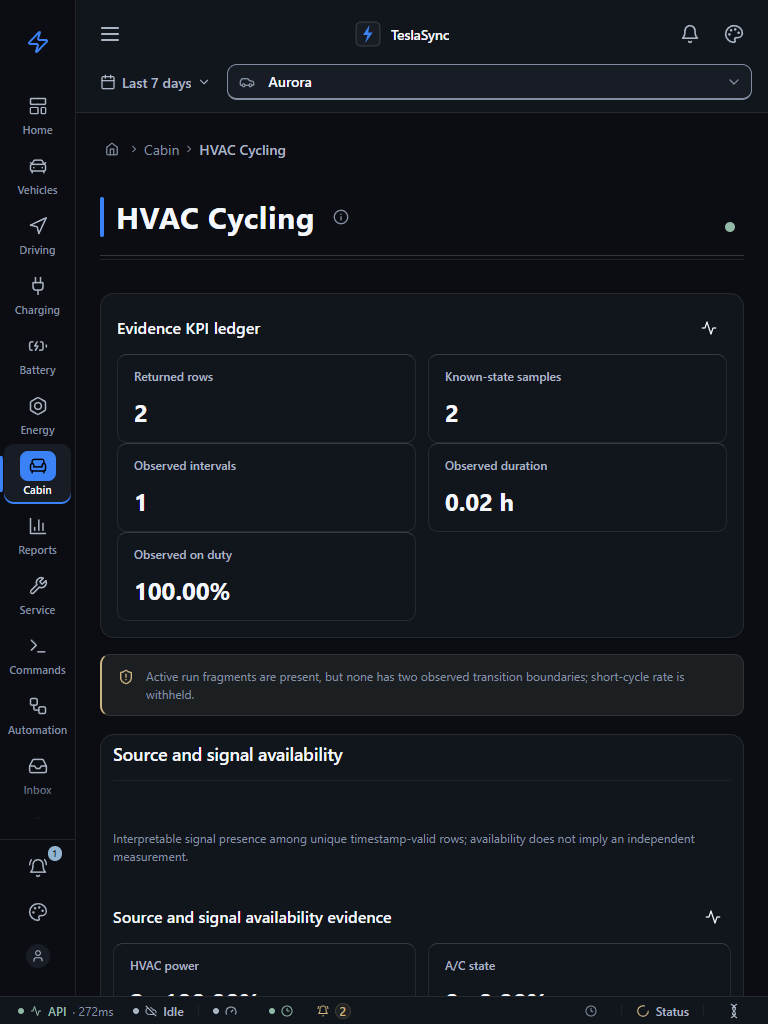 TeslaSync
Last 7 days
Aurora
Home
Vehicles
Driving
Charging
Battery
Energy
Cabin
Reports
Service
Commands
Automation
Inbox
1
Cabin
HVAC Cycling
HVAC Cycling
Evidence KPI ledger
Returned rows
2
Known-state samples
2
Observed intervals
1
Observed duration
0.02 h
Observed on duty
100.00%
Active run fragments are present, but none has two observed transition boundaries; short-cycle rate is
withheld.
Source and signal availability
Interpretable signal presence among unique timestamp-valid rows; availability does not imply an independent
measurement.
Source and signal availability evidence
HVAC power
A/C state
API · 272ms
Idle
2
Status